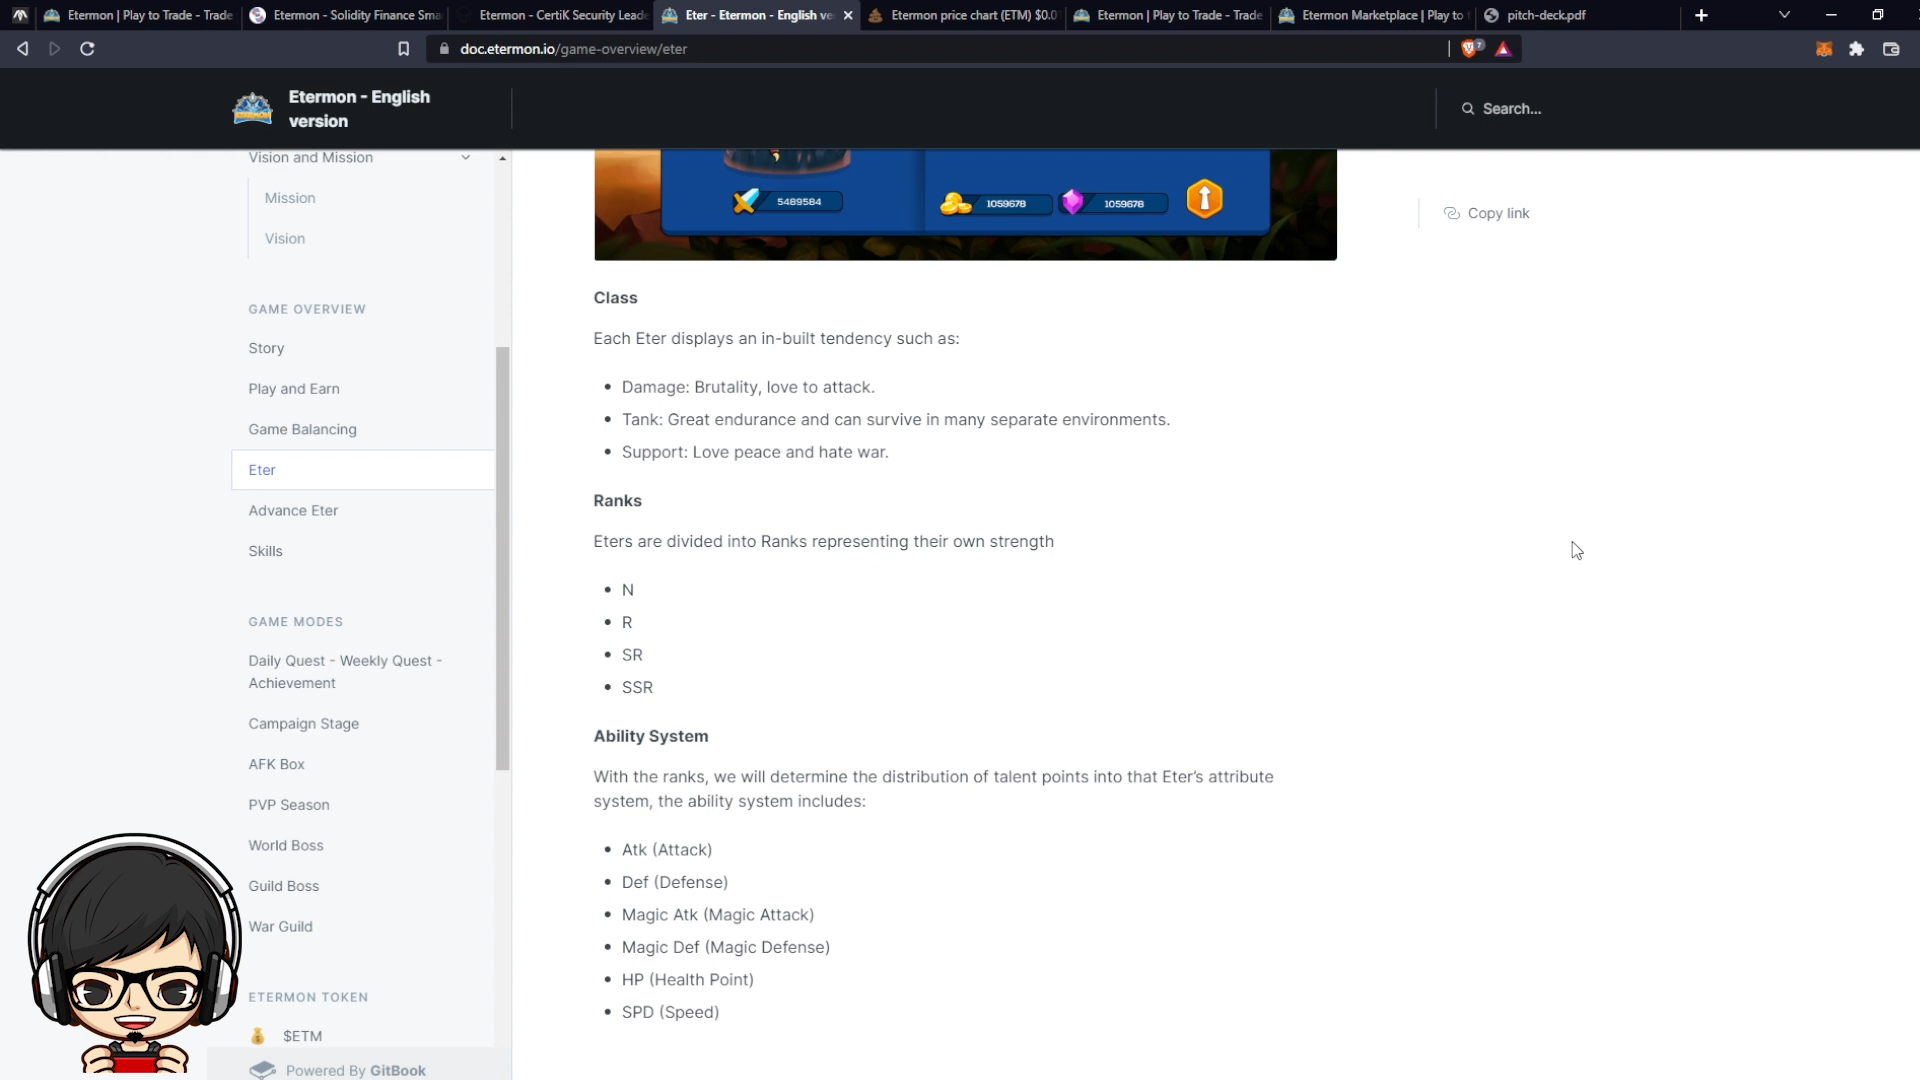 Etermon | Play to Trade - Trade
Etermon - Solidity Finance Sma
Etermon - CertiK Security Leade
Eter - Etermon - English ve
Etermon price chart (ETM) $0.0
Etermon | Play to Trade - Trade
Etermon Marketplace | Play to
pitch-deck.pdf
doc.etermon.io/game-overview/eter
7
Etermon - English
version
Search...
Vision and Mission
Mission
Vision
GAME OVERVIEW
Story
Play and Earn
Game Balancing
Eter
Advance Eter
Skills
GAME MODES
Daily Quest - Weekly Quest -
Achievement
Campaign Stage
AFK Box
PVP Season
World Boss
Guild Boss
War Guild
ETERMON TOKEN
$ETM
Powered By GitBook
5489584
1059678
1059678
Copy link
Class
Each Eter displays an in-built tendency such as:
• Damage: Brutality, love to attack.
• Tank: Great endurance and can survive in many separate environments.
• Support: Love peace and hate war.
Ranks
Eters are divided into Ranks representing their own strength
• N
• R
• SR
• SSR
Ability System
With the ranks, we will determine the distribution of talent points into that Eter's attribute
system, the ability system includes:
• Atk (Attack)
• Def (Defense)
• Magic Atk (Magic Attack)
• Magic Def (Magic Defense)
• HP (Health Point)
• SPD (Speed)